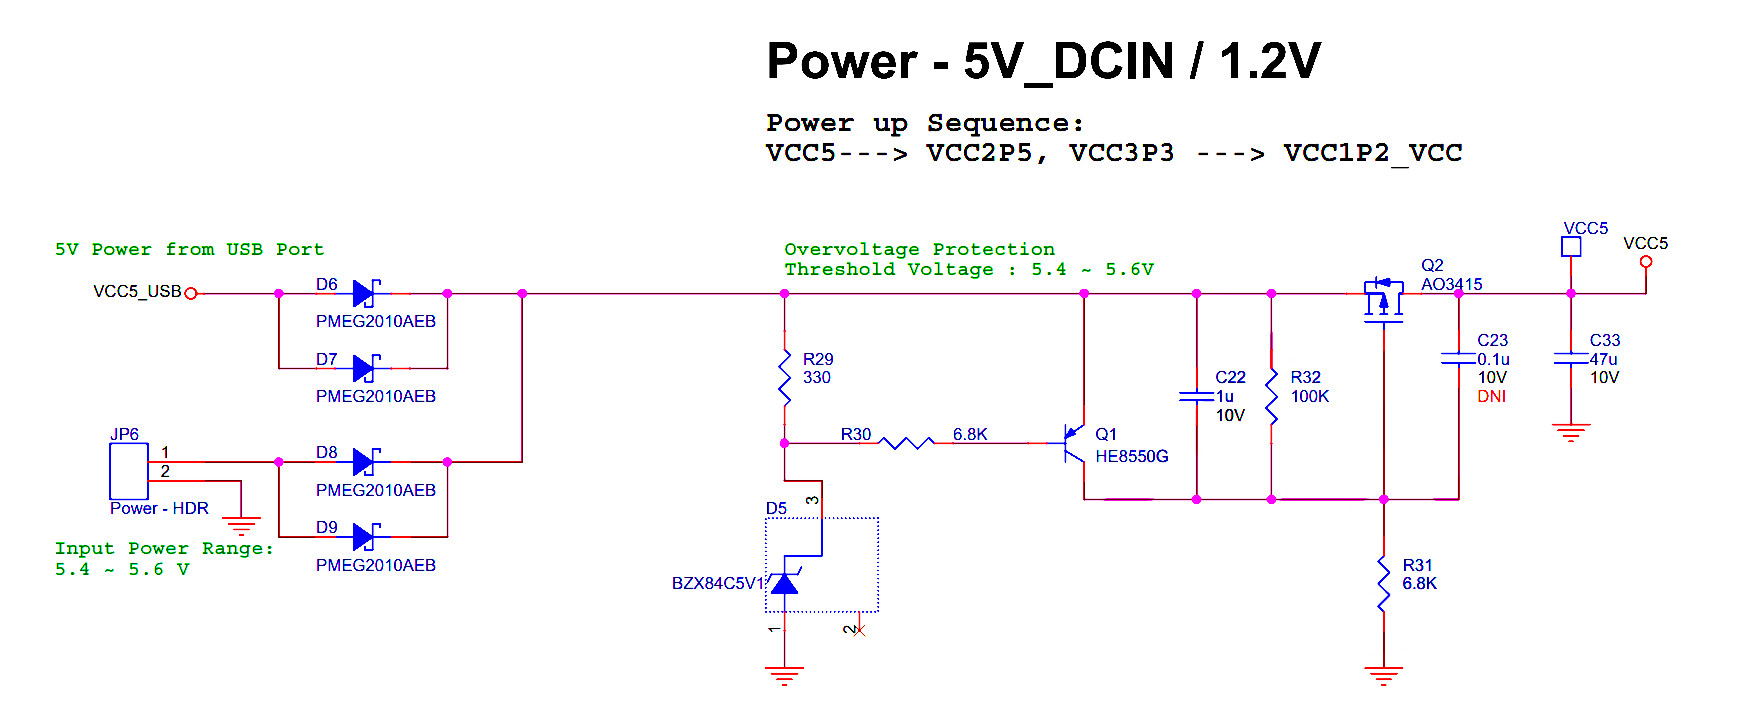 Power - 5V_DCIN / 1.2V
Power up Sequence:
VCC5---> VCC2P5, VCC3P3 ---> VCC1P2_VCC
5V Power from USB Port
VCC5_USB
D6
PMEG2010AEB
D7
PMEG2010AEB
JP6
1
2
Power - HDR
D8
PMEG2010AEB
D9
PMEG2010AEB
Input Power Range:
5.4 ~ 5.6 V
Overvoltage Protection
Threshold Voltage : 5.4 ~ 5.6V
R29
330
R30
6.8K
Q1
HE8550G
D5
3
BZX84C5V1
1
2
C22
1u
10V
R32
100K
Q2
AO3415
VCC5
VCC5
C23
0.1u
10V
DNI
C33
47u
10V
R31
6.8K